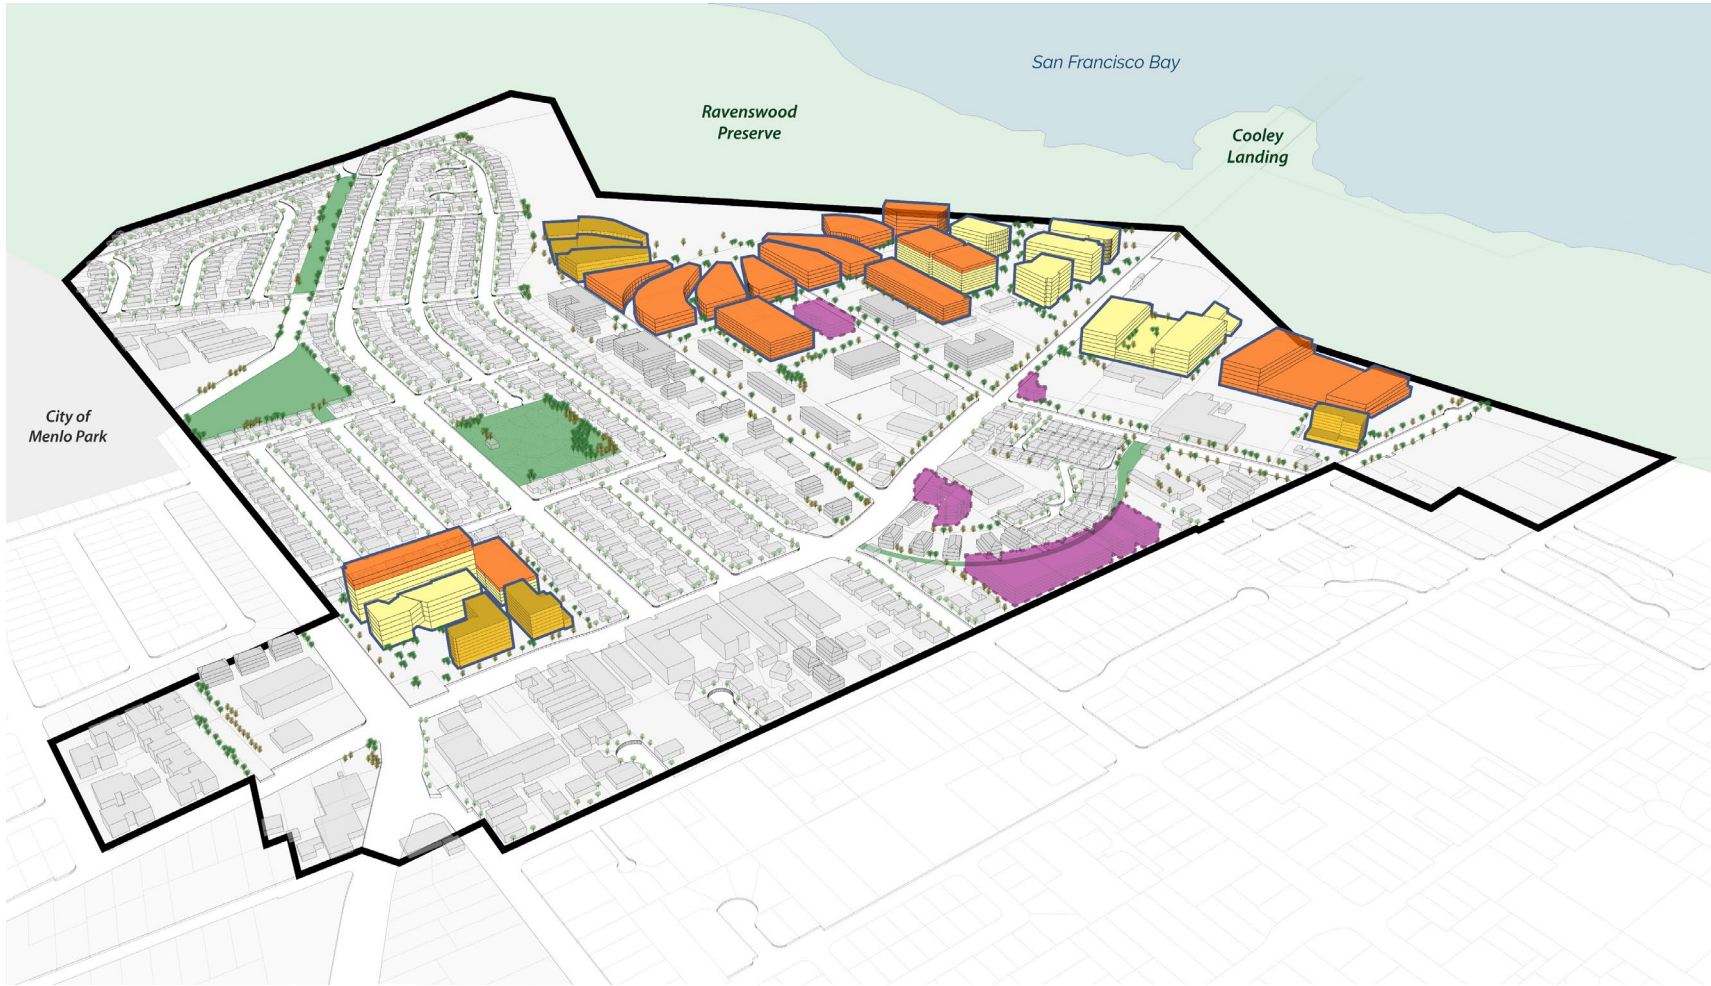 San Francisco Bay
Ravenswood
Preserve
Cooley
Landing
City of
Menlo Park